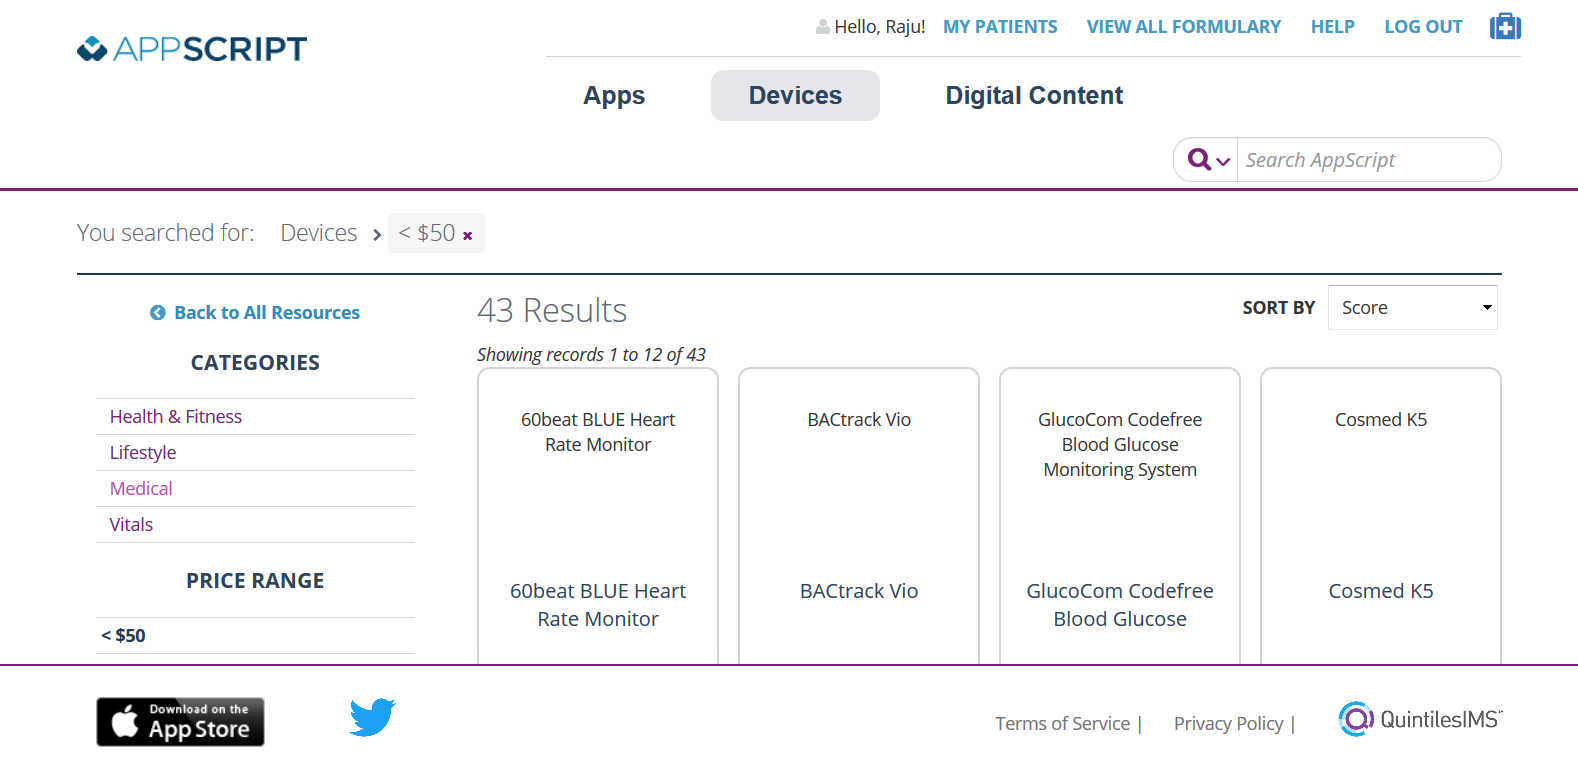 APPSCRIPT
Hello, Raju! MY PATIENTS VIEW ALL FORMULARY HELP LOG OUT
Apps Devices Digital Content
Search AppScript
You searched for: Devices < $50
Back to All Resources
CATEGORIES
Health & Fitness
Lifestyle
Medical
Vitals
PRICE RANGE
< $50
43 Results
SORT BY Score
Showing records 1 to 12 of 43
60beat BLUE Heart
Rate Monitor
60beat BLUE Heart
Rate Monitor
BACtrack Vio
BACtrack Vio
GlucoCom Codefree
Blood Glucose
Monitoring System
GlucoCom Codefree
Blood Glucose
Cosmed K5
Cosmed K5
Download on the
App Store
Terms of Service |
Privacy Policy |
QuintilesIMS™